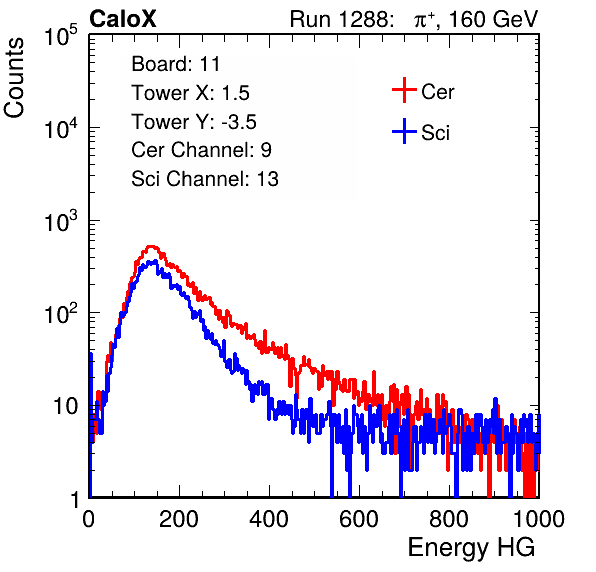 CaloX
Run 1288: π⁺, 160 GeV
Counts
10⁵
10⁴
10³
10²
10
1
Board: 11
Tower X: 1.5
Tower Y: -3.5
Cer Channel: 9
Sci Channel: 13
Cer
Sci
0 200 400 600 800 1000
Energy HG